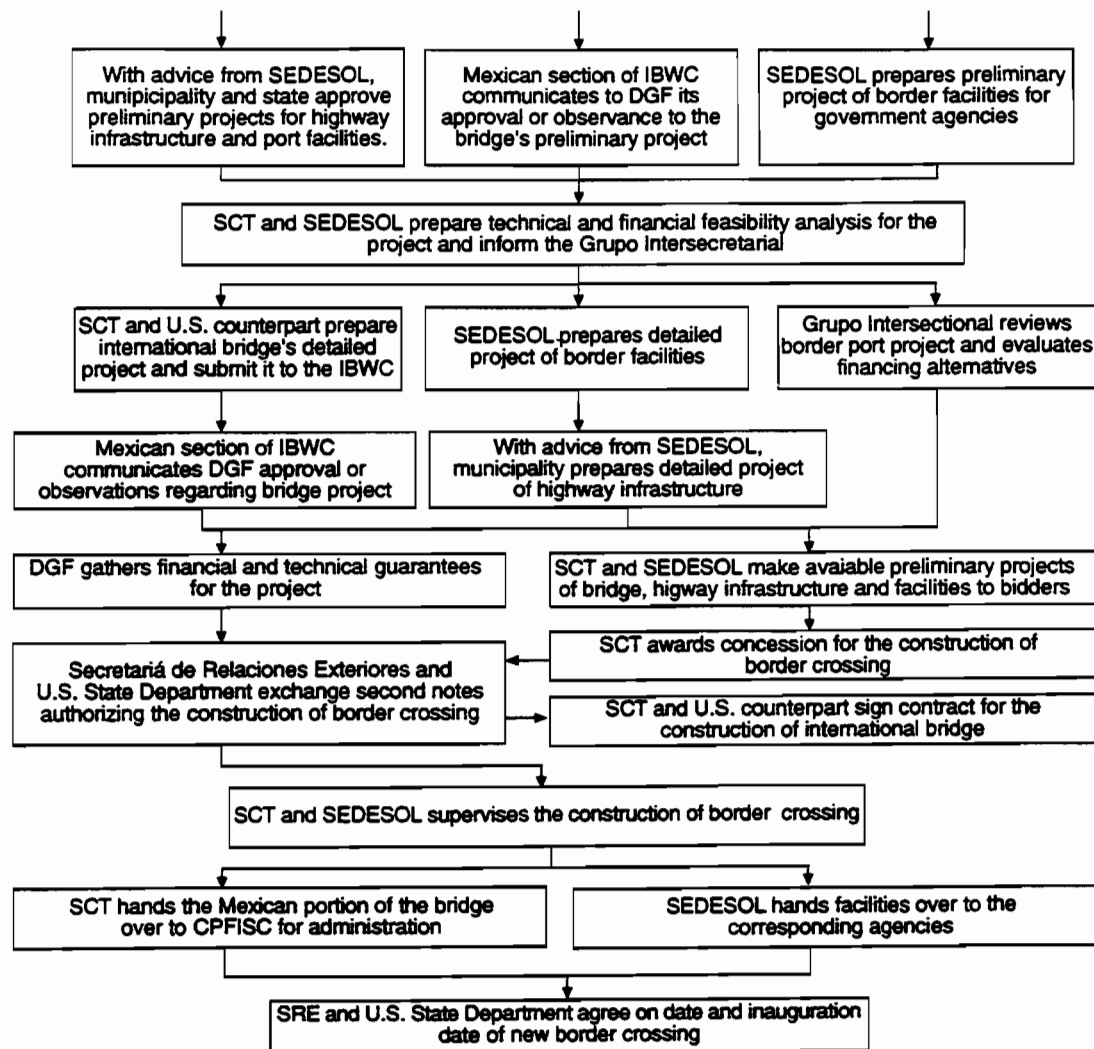 With advice from SEDESOL,
munipicipality and state approve
preliminary projects for highway
infrastructure and port facilities.
Mexican section of IBWC
communicates to DGF its
approval or observance to the
bridge's preliminary project
SEDESOL prepares preliminary
project of border facilities for
government agencies
SCT and SEDESOL prepare technical and financial feasibility analysis for the
project and inform the Grupo Intersecretarial
SCT and U.S. counterpart prepare
international bridge's detailed
project and submit it to the IBWC
SEDESOL prepares detailed
project of border facilities
Grupo Intersectional reviews
border port project and evaluates
financing alternatives
Mexican section of IBWC
communicates DGF approval or
observations regarding bridge project
With advice from SEDESOL,
municipality prepares detailed project
of highway infrastructure
DGF gathers financial and technical guarantees
for the project
SCT and SEDESOL make avaiable preliminary projects
of bridge, higway infrastructure and facilities to bidders
SCT awards concession for the construction of
border crossing
Secretariá de Relaciones Exteriores and
U.S. State Department exchange second notes
authorizing the construction of border crossing
SCT and U.S. counterpart sign contract for the
construction of international bridge
SCT and SEDESOL supervises the construction of border crossing
SCT hands the Mexican portion of the bridge
over to CPFISC for administration
SEDESOL hands facilities over to the
corresponding agencies
SRE and U.S. State Department agree on date and inauguration
date of new border crossing